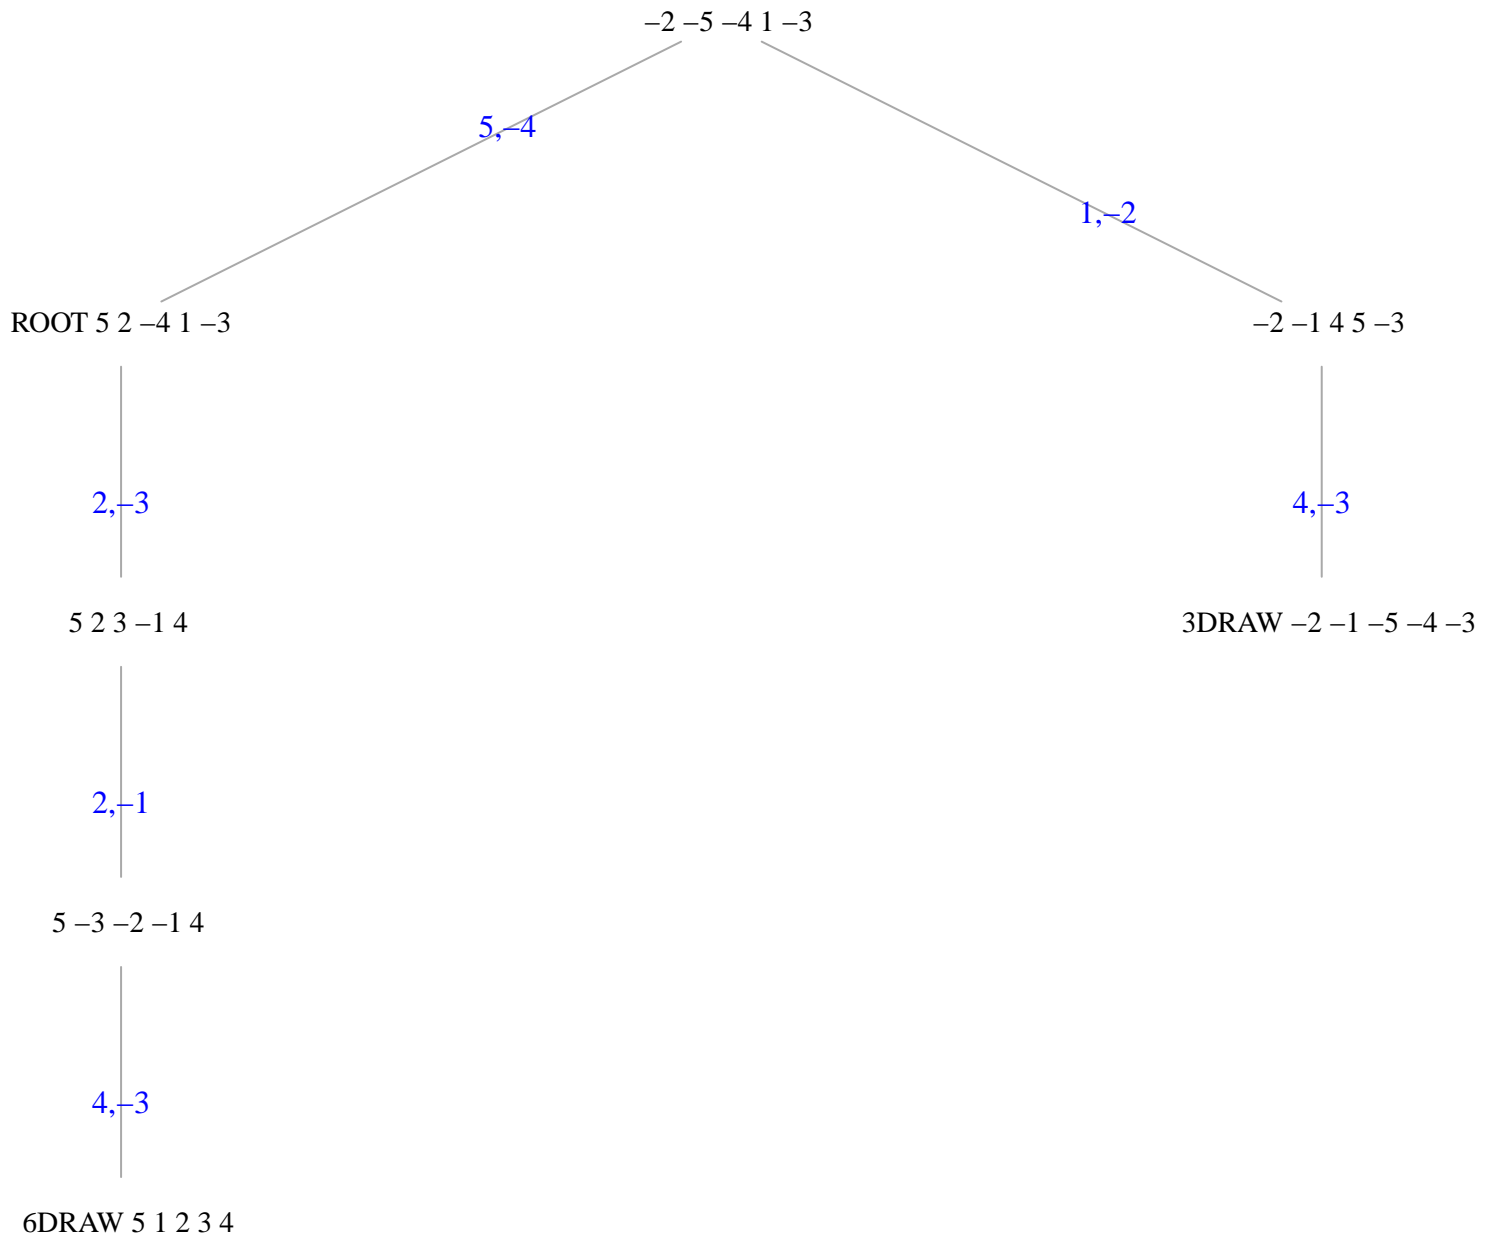 –2 –5 –4 1 –3
5,–4
1,–2
ROOT 5 2 –4 1 –3
–2 –1 4 5 –3
2,–3
4,–3
5 2 3 –1 4
3DRAW –2 –1 –5 –4 –3
2,–1
5 –3 –2 –1 4
4,–3
6DRAW 5 1 2 3 4